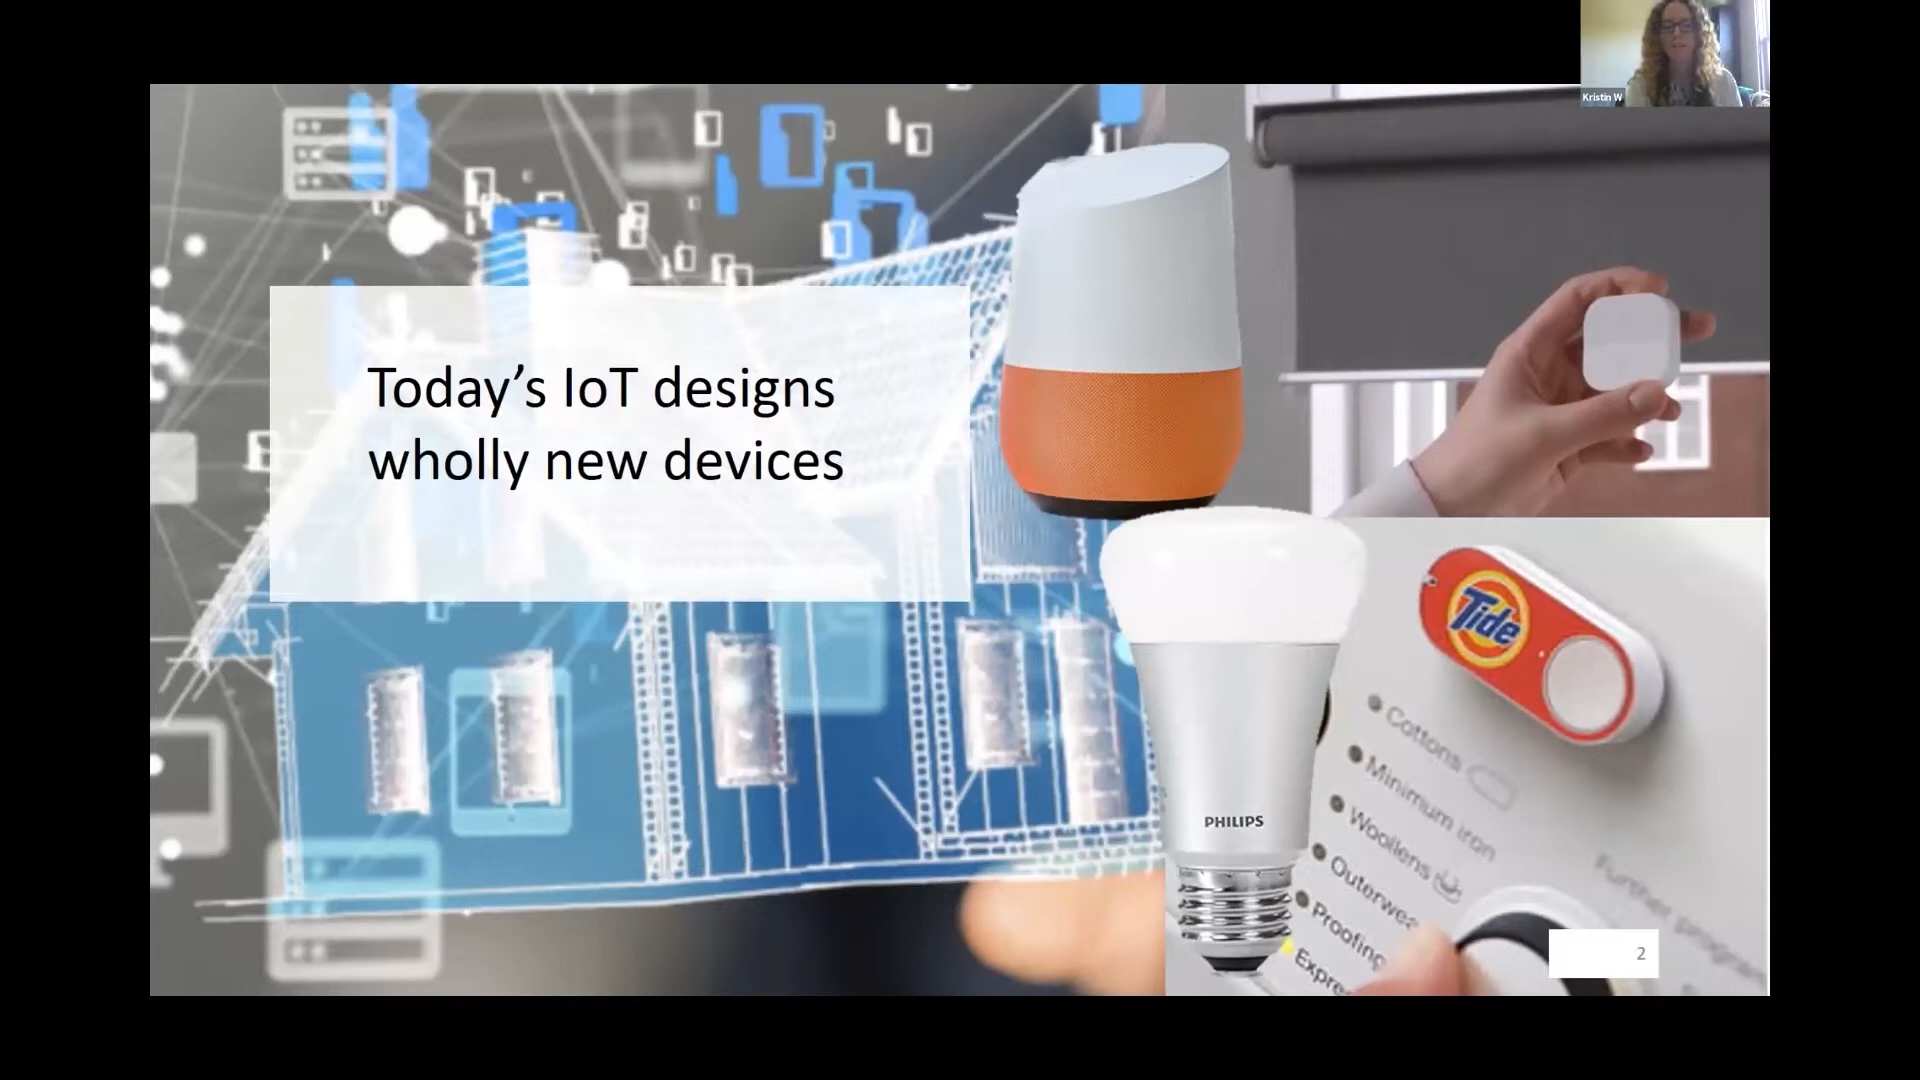 Kristin W
Today’s IoT designs
wholly new devices
Tide
Cottons
Minimum iron
Woollens
Outerwea
Proofing
Expre
Further program
PHILIPS
2